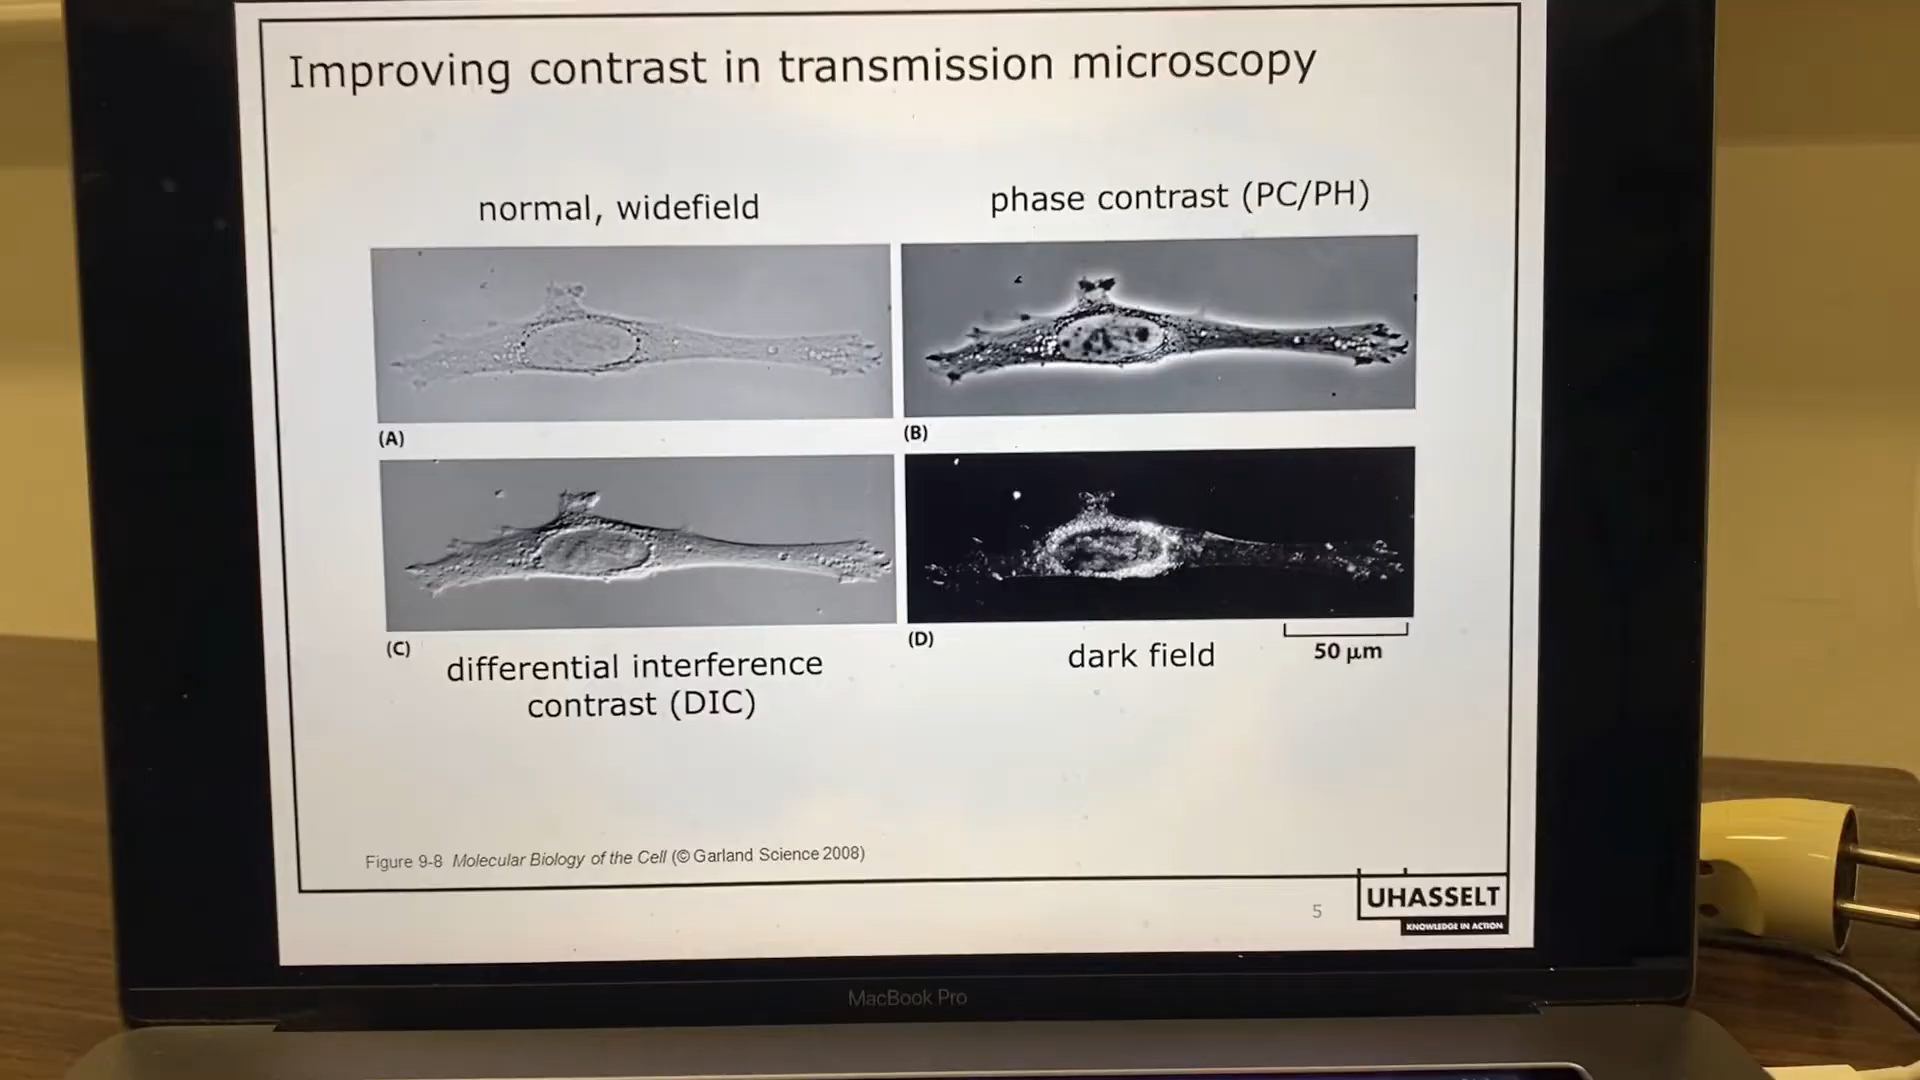 Improving contrast in transmission microscopy
normal, widefield
phase contrast (PC/PH)
(A)
(B)
(C)
(D)
differential interference
contrast (DIC)
dark field
50 µm
Figure 9-8 Molecular Biology of the Cell (© Garland Science 2008)
5
UHASSELT
KNOWLEDGE IN ACTION
MacBook Pro